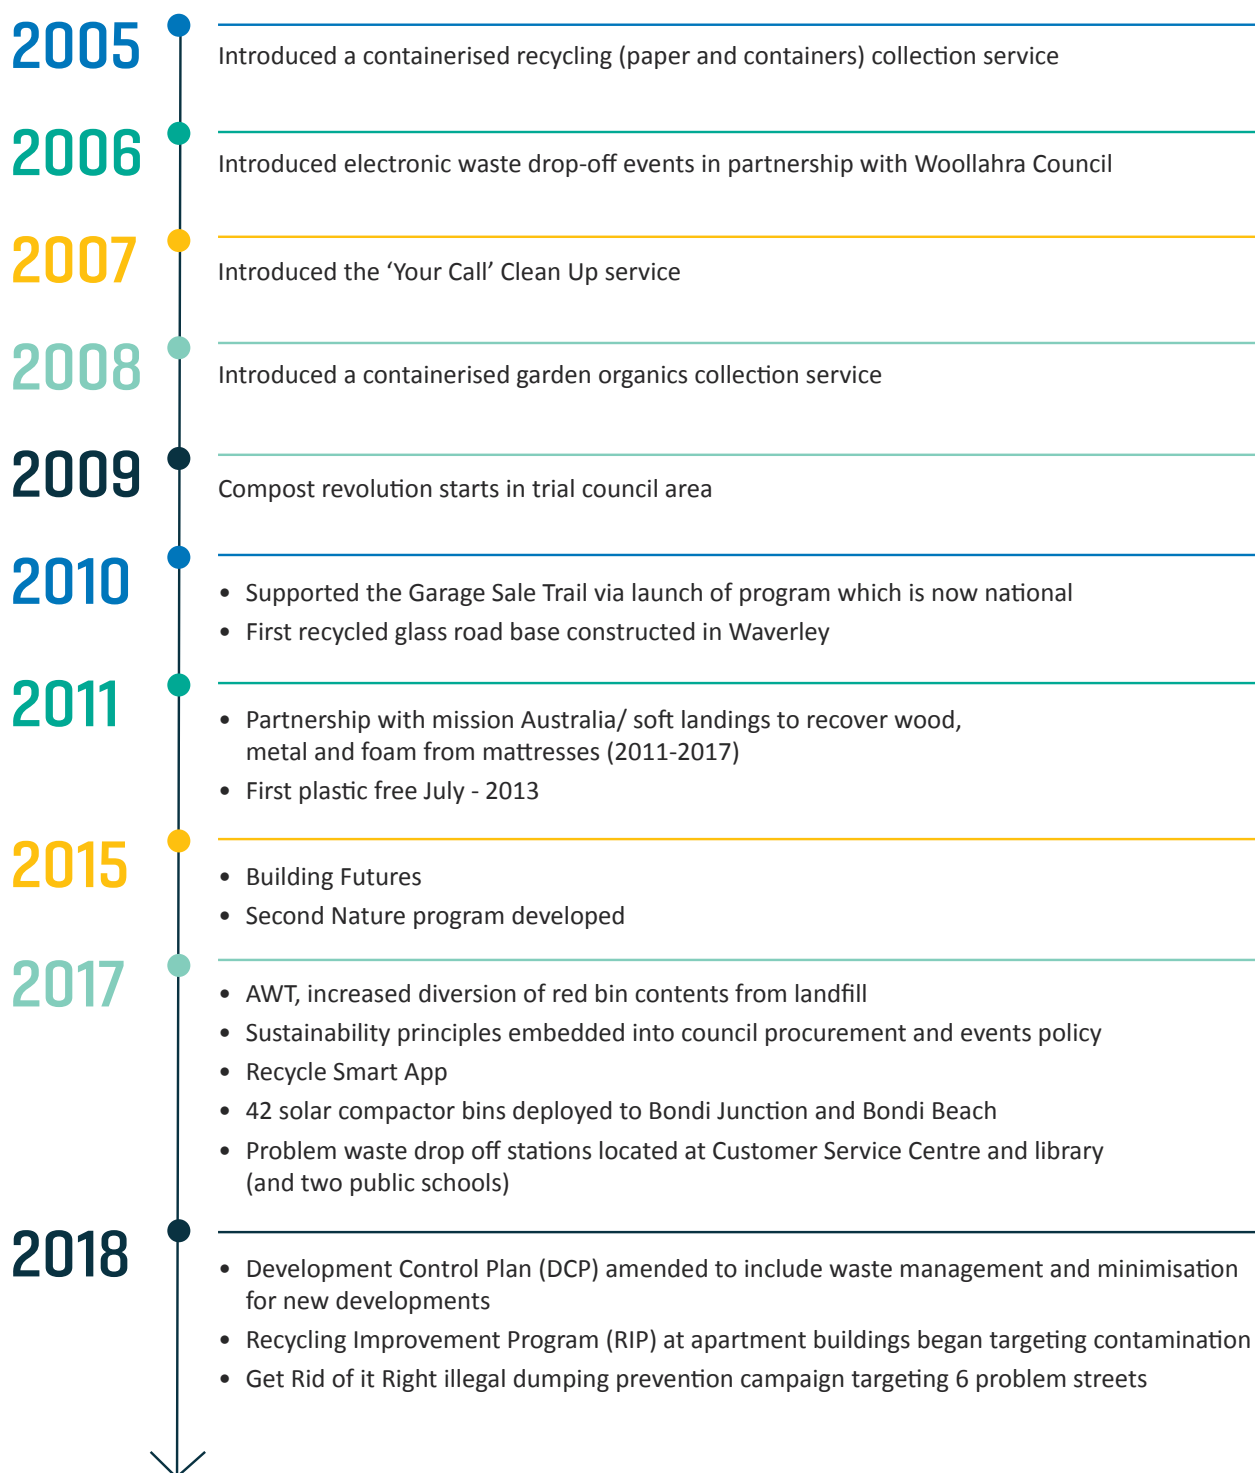 2005
Introduced a containerised recycling (paper and containers) collection service
2006
Introduced electronic waste drop-off events in partnership with Woollahra Council
2007
Introduced the ‘Your Call’ Clean Up service
2008
Introduced a containerised garden organics collection service
2009
Compost revolution starts in trial council area
2010
• Supported the Garage Sale Trail via launch of program which is now national
• First recycled glass road base constructed in Waverley
2011
• Partnership with mission Australia/ soft landings to recover wood,
metal and foam from mattresses (2011-2017)
• First plastic free July - 2013
2015
• Building Futures
• Second Nature program developed
2017
• AWT, increased diversion of red bin contents from landfill
• Sustainability principles embedded into council procurement and events policy
• Recycle Smart App
• 42 solar compactor bins deployed to Bondi Junction and Bondi Beach
• Problem waste drop off stations located at Customer Service Centre and library
(and two public schools)
2018
• Development Control Plan (DCP) amended to include waste management and minimisation
for new developments
• Recycling Improvement Program (RIP) at apartment buildings began targeting contamination
• Get Rid of it Right illegal dumping prevention campaign targeting 6 problem streets